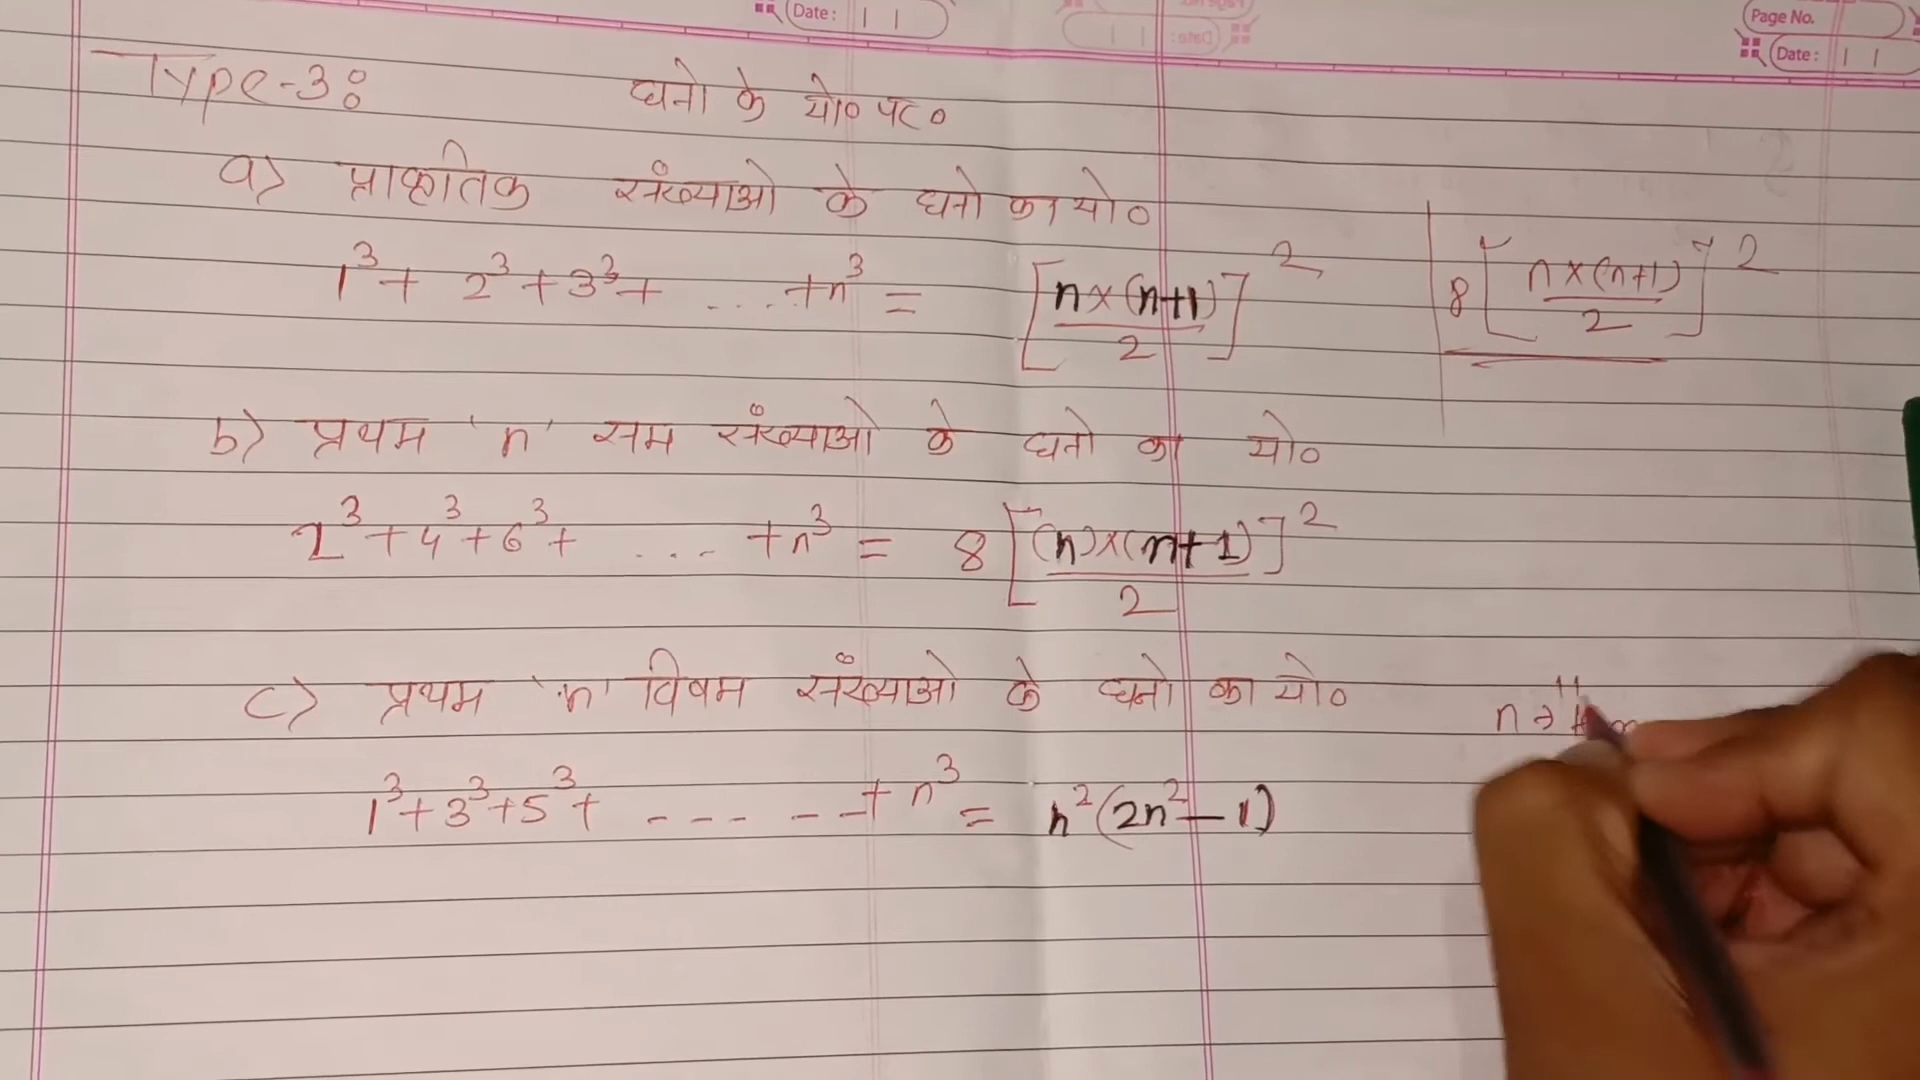 Date :
Page No.
Date :
Type-3:
घनो के यो० पर०
a> प्राकृतिक संख्याओ के घनो का यो०
1³ + 2³ + 3³ + .... + n³ = [n×(n+1)/2]²
8[n×(n+1)/2]²
b> प्रथम 'n' सम संख्याओ के घनो का यो०
2³ + 4³ + 6³ + ... + n³ = 8[(n)×(n+1)/2]²
c> प्रथम 'n' विषम संख्याओ के घनो का यो०
n →
1³ + 3³ + 5³ + ------ + n³ = n²(2n² - 1)